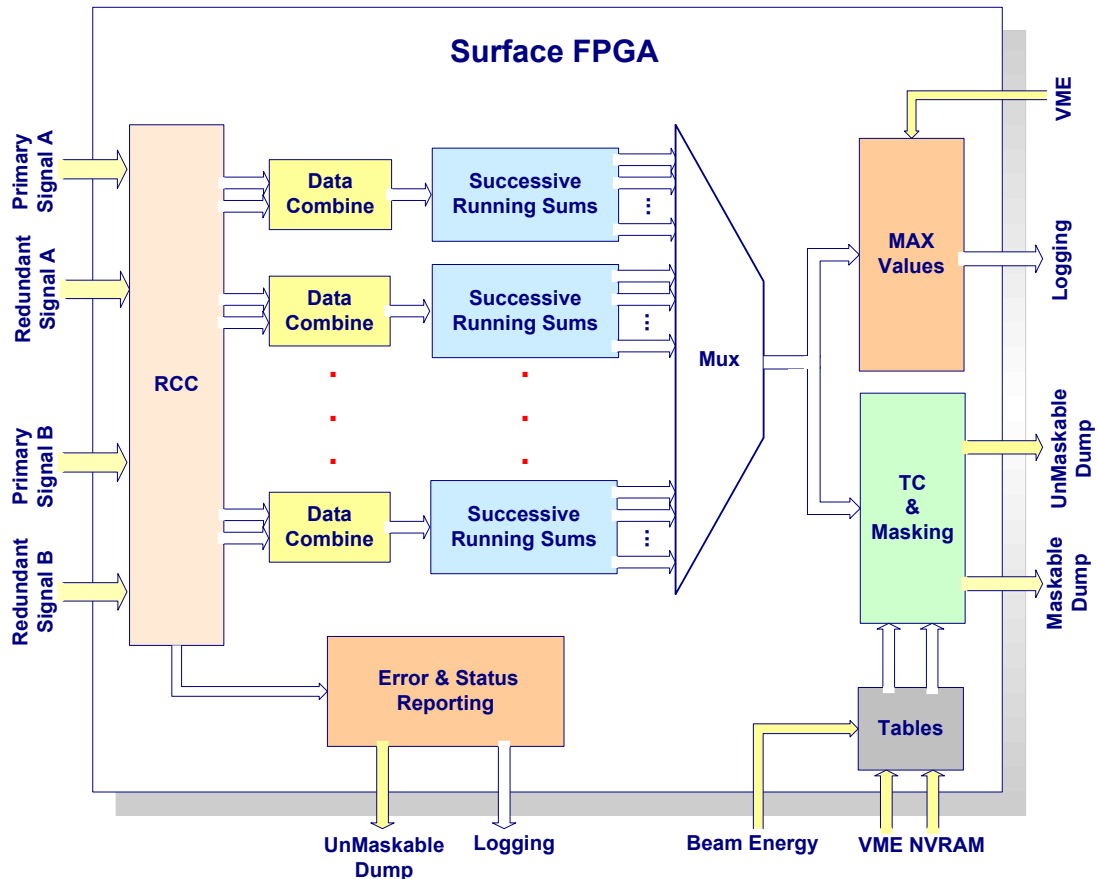 Surface FPGA
VME
Primary
Signal A
Data
Combine
Successive
Running Sums
...
MAX
Values
Logging
Redundant
Signal A
Data
Combine
Successive
Running Sums
...
RCC
Mux
Primary
Signal B
UnMaskable
Dump
TC
&
Masking
Data
Combine
Successive
Running Sums
...
Redundant
Signal B
Maskable
Dump
Error & Status
Reporting
Tables
UnMaskable
Dump
Logging
Beam Energy
VME NVRAM